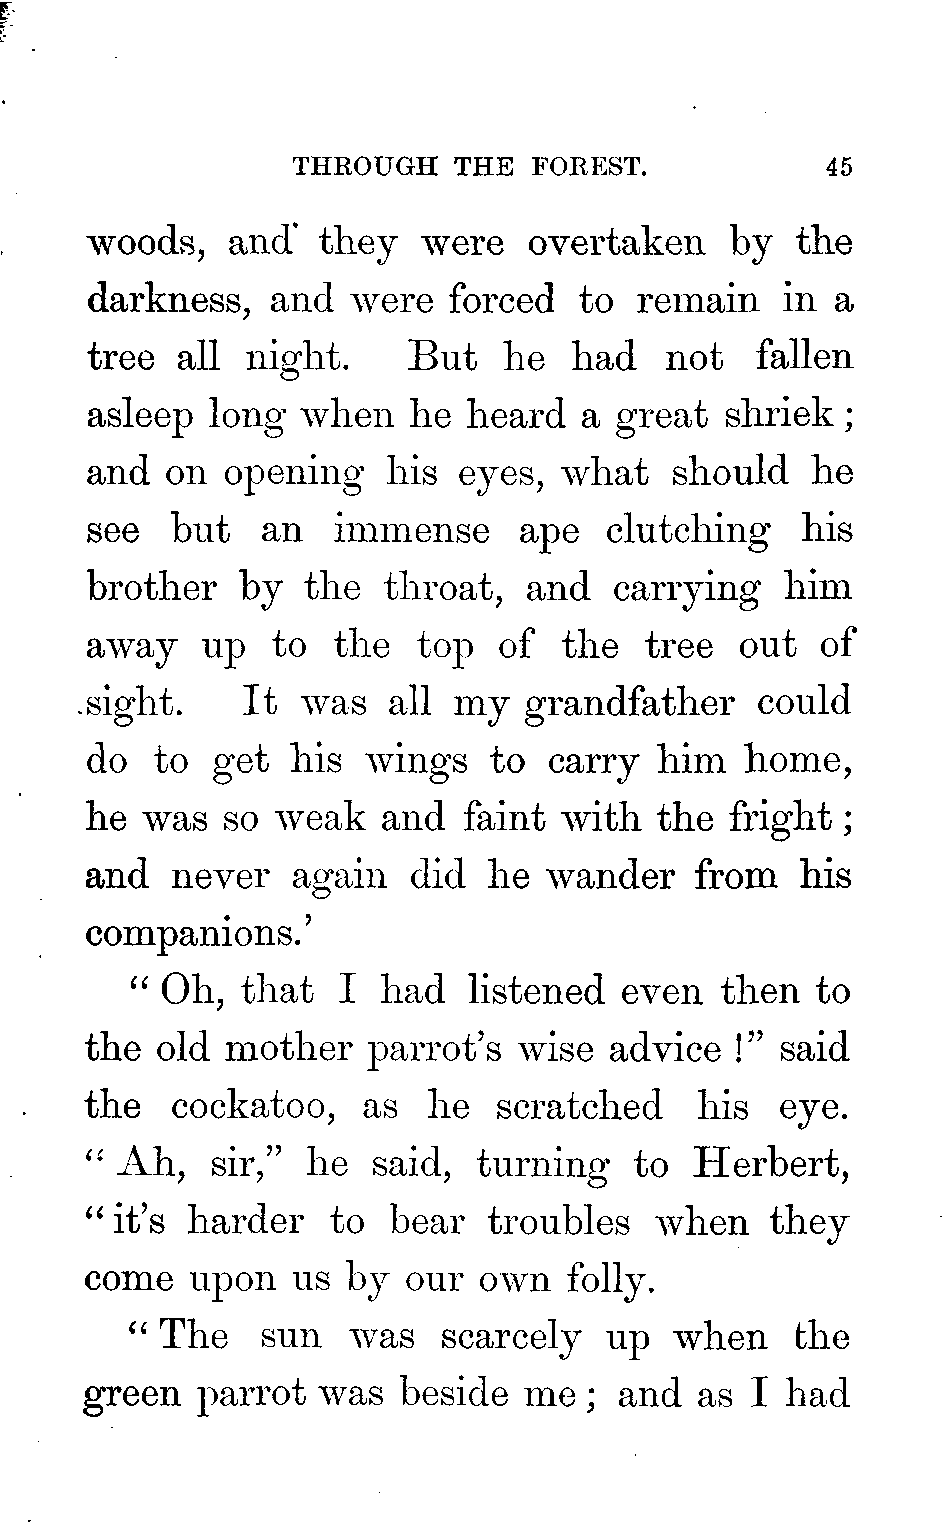 THROUGH THE FOREST. 45
woods, and they were overtaken by the
darkness, and were forced to remain in a
tree all night. But he had not fallen
asleep long when he heard a great shriek;
and on opening his eyes, what should he
see but an immense ape clutching his
brother by the throat, and carrying him
away up to the top of the tree out of
sight. It was all my grandfather could
do to get his wings to carry him home,
he was so weak and faint with the fright;
and never again did he wander from his
companions.’
“Oh, that I had listened even then to
the old mother parrot’s wise advice!” said
the cockatoo, as he scratched his eye.
“Ah, sir,” he said, turning to Herbert,
“it’s harder to bear troubles when they
come upon us by our own folly.
“The sun was scarcely up when the
green parrot was beside me; and as I had